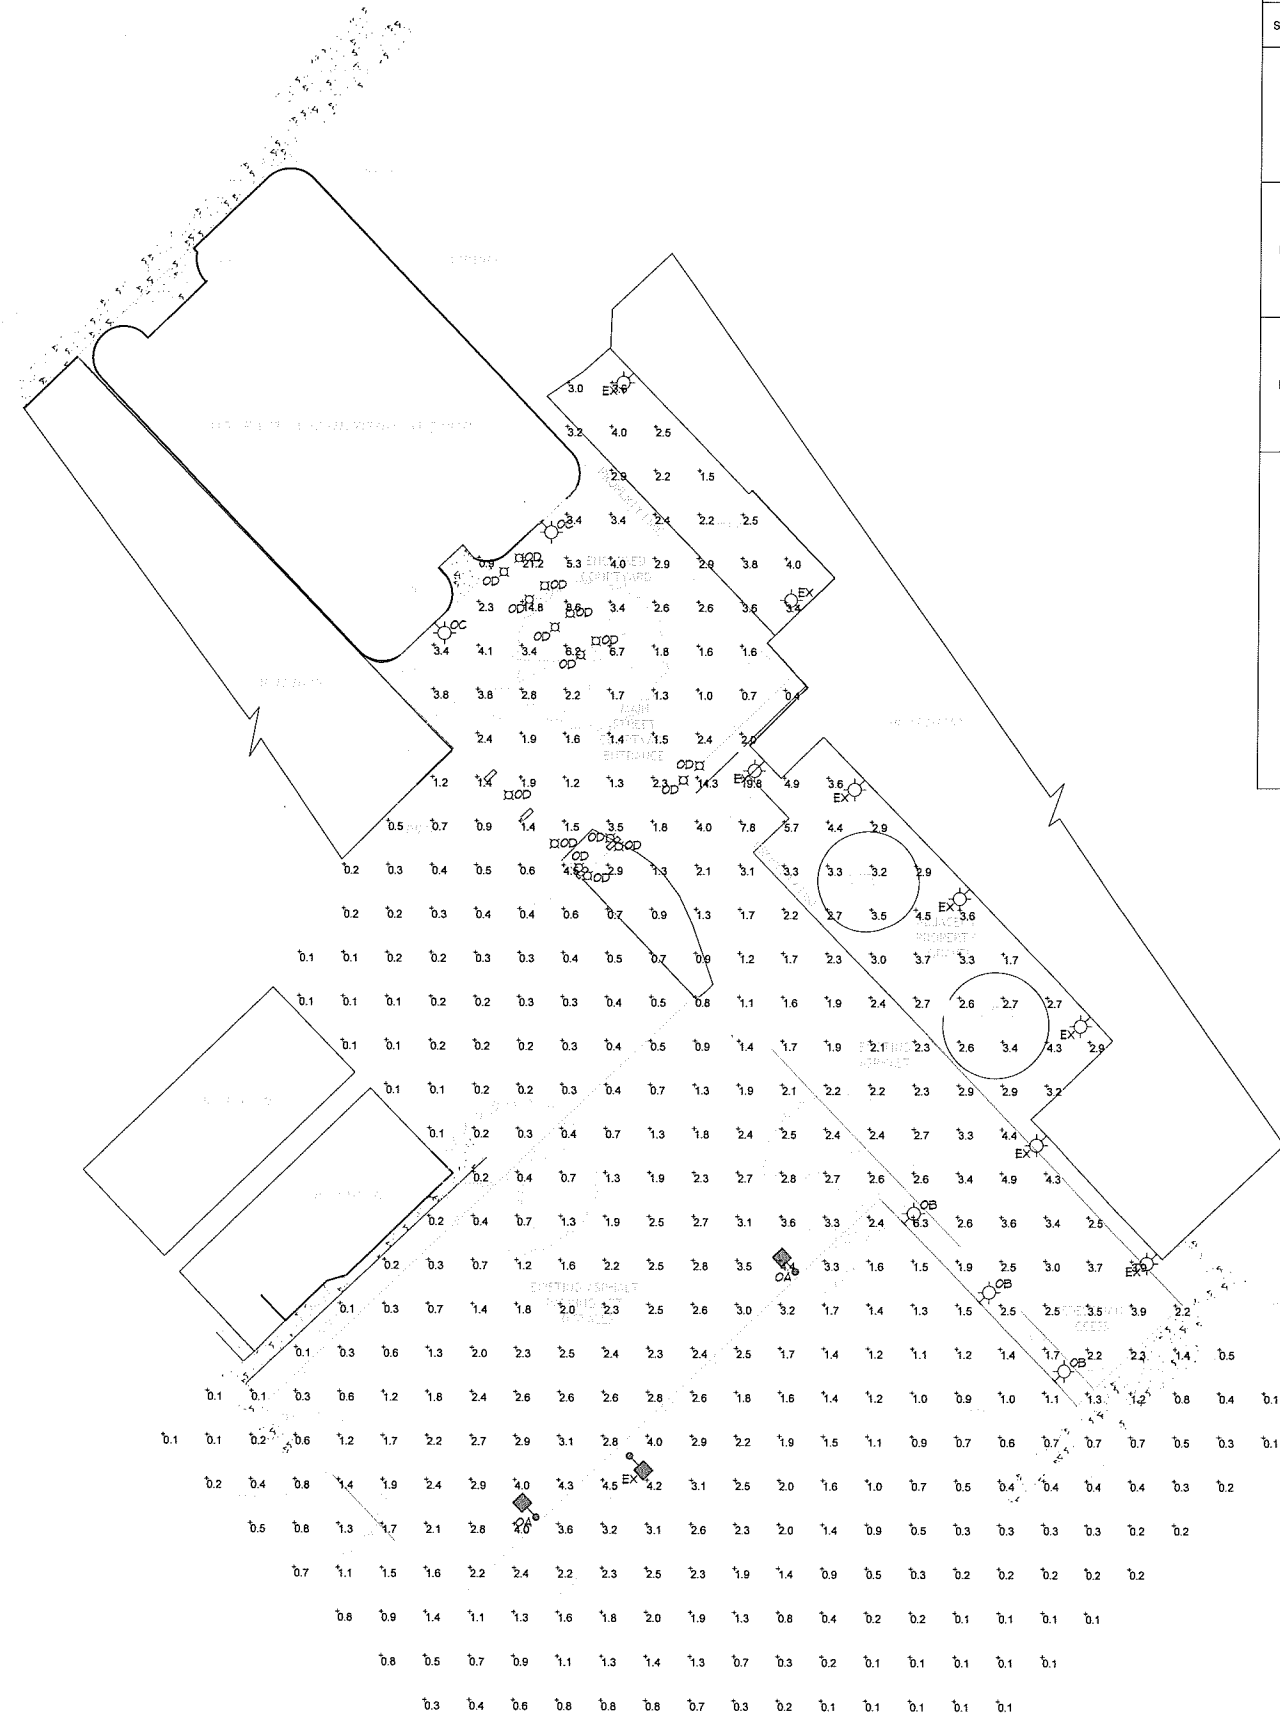 S
3.0 EX 3.6
3.2 4.0 2.5
2.9 2.2 1.5
OC 3.4 3.4 2.4 2.2 2.5
0.9 OD 21.2 5.3 4.0 2.9 2.9 3.8 4.0
ENCLOSED
COURTYARD
OD OD EX
2.3 OD 14.8 8.6 OD 3.4 2.6 2.6 3.5 3.4
OC OD OD
3.4 4.1 3.4 6.2 6.7 1.8 1.6 1.6
OD
3.8 3.8 2.8 2.2 1.7 1.3 1.0 0.7 0.4
MAIN
STREET
ENTRANCE
2.4 1.9 1.6 1.4 1.5 2.4 2.0
OD
1.2 1.4 1.9 1.2 1.3 2.3 OD 14.3 EX 19.8 4.9 3.6
OD EX
0.5 0.7 0.9 1.4 1.5 3.5 1.8 4.0 7.8 5.7 4.4 2.9
OD OD OD
OD
0.2 0.3 0.4 0.5 0.6 4.5 2.9 1.3 2.1 3.1 3.3 3.3 3.2 2.9
OD
EX
0.2 0.2 0.3 0.4 0.4 0.6 0.7 0.9 1.3 1.7 2.2 2.7 3.5 4.5 3.6
ADJACENT
PROPERTY
0.1 0.1 0.2 0.2 0.3 0.3 0.4 0.5 0.7 0.9 1.2 1.7 2.3 3.0 3.7 3.3 1.7
0.1 0.1 0.1 0.2 0.2 0.3 0.3 0.4 0.5 0.8 1.1 1.6 1.9 2.4 2.7 2.6 2.7 2.7
EX
0.1 0.1 0.2 0.2 0.2 0.3 0.4 0.5 0.9 1.4 1.7 1.9 2.1 2.3 2.6 3.4 4.3 2.9
EXISTING
ASPHALT
0.1 0.1 0.2 0.2 0.3 0.4 0.7 1.3 1.9 2.1 2.2 2.2 2.3 2.9 2.9 3.2
0.1 0.2 0.3 0.4 0.7 1.3 1.8 2.4 2.5 2.4 2.4 2.7 3.3 4.4
EX
0.2 0.4 0.7 1.3 1.9 2.3 2.7 2.8 2.7 2.6 2.6 3.4 4.9 4.3
OB
0.2 0.4 0.7 1.3 1.9 2.5 2.7 3.1 3.6 3.3 2.4 6.3 2.6 3.6 3.4 2.5
0.2 0.3 0.7 1.2 1.6 2.2 2.5 2.8 3.5 3.3 1.6 1.5 1.9 2.5 3.0 3.7 EX
OA
EXISTING ASPHALT
OB
0.1 0.3 0.7 1.4 1.8 2.0 2.3 2.5 2.6 3.0 3.2 1.7 1.4 1.3 1.5 2.5 2.5 3.5 3.9 2.2
0.1 0.3 0.6 1.3 2.0 2.3 2.5 2.4 2.3 2.4 2.5 1.7 1.4 1.2 1.1 1.2 1.4 1.7 2.2 2.3 1.4 0.5
OB
0.1 0.1 0.3 0.6 1.2 1.8 2.4 2.6 2.6 2.6 2.8 2.6 1.8 1.6 1.4 1.2 1.0 0.9 1.0 1.1 1.3 1.2 0.8 0.4 0.1
0.1 0.1 0.2 0.6 1.2 1.7 2.2 2.7 2.9 3.1 2.8 4.0 2.9 2.2 1.9 1.5 1.1 0.9 0.7 0.6 0.7 0.7 0.7 0.5 0.3 0.1
0.2 0.4 0.8 1.4 1.9 2.4 2.9 4.0 4.3 4.5 EX 4.2 3.1 2.5 2.0 1.6 1.0 0.7 0.5 0.4 0.4 0.4 0.4 0.3 0.2
OA
0.5 0.8 1.3 1.7 2.1 2.8 4.0 3.6 3.2 3.1 2.6 2.3 2.0 1.4 0.9 0.5 0.3 0.3 0.3 0.3 0.2 0.2
0.7 1.1 1.5 1.6 2.2 2.4 2.2 2.3 2.5 2.3 1.9 1.4 0.9 0.5 0.3 0.2 0.2 0.2 0.2 0.2
0.8 0.9 1.4 1.1 1.3 1.6 1.8 2.0 1.9 1.3 0.8 0.4 0.2 0.2 0.1 0.1 0.1 0.1
0.8 0.5 0.7 0.9 1.1 1.3 1.4 1.3 0.7 0.3 0.2 0.1 0.1 0.1 0.1 0.1
0.3 0.4 0.6 0.8 0.8 0.8 0.7 0.3 0.2 0.1 0.1 0.1 0.1 0.1